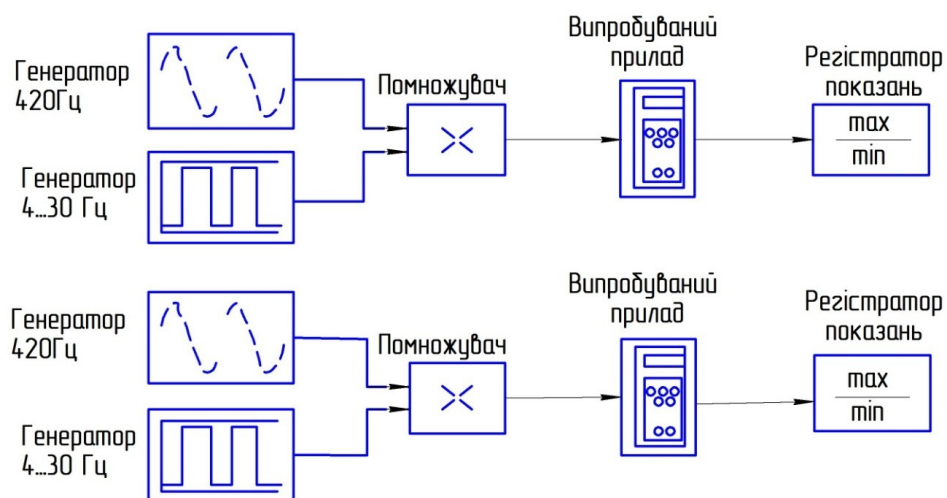 Генератор
420Гц
Помножувач
Випробуваний
прилад
Регістратор
показань
max
min
Генератор
4...30 Гц
Генератор
420Гц
Помножувач
Випробуваний
прилад
Регістратор
показань
max
min
Генератор
4...30 Гц